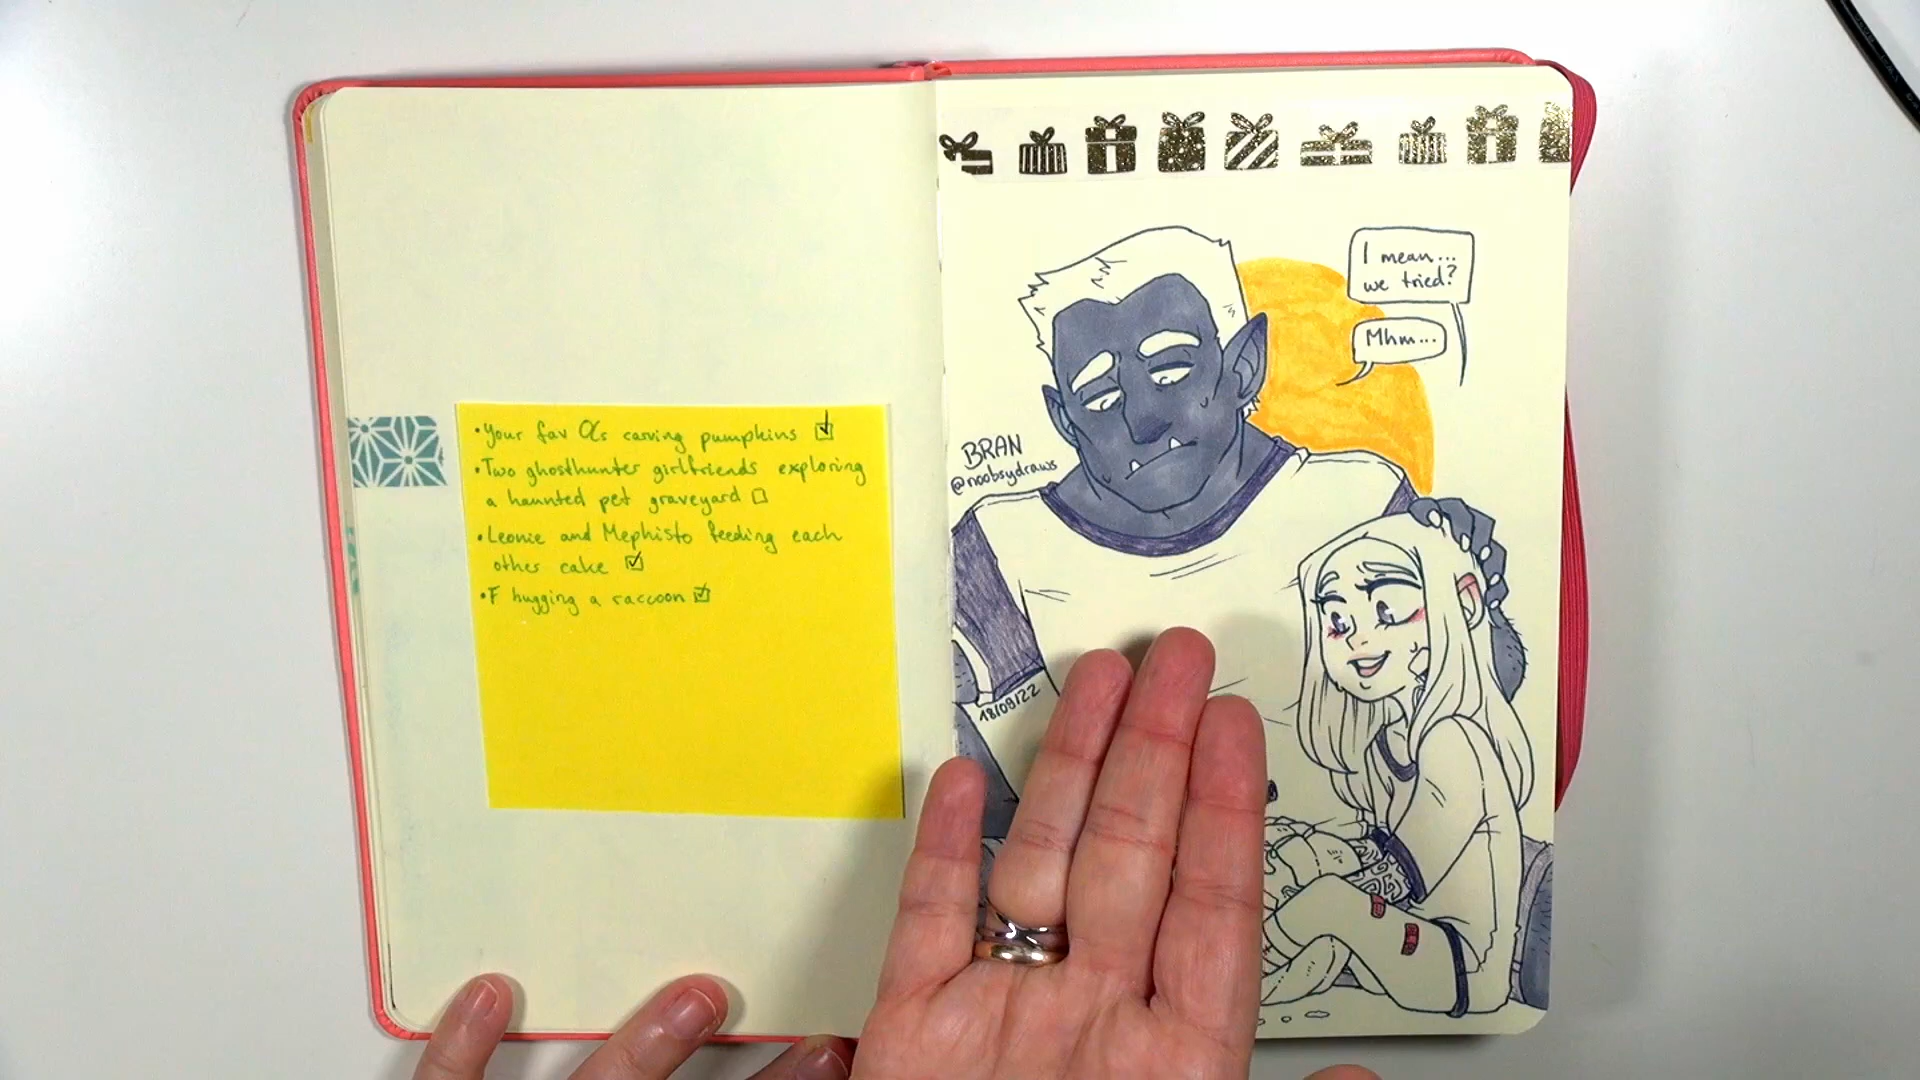 •Your fav OCs carving pumpkins ☑
•Two ghosthunter girlfriends exploring
a haunted pet graveyard ☐
•Leonie and Mephisto feeding each
other cake ☑
•F hugging a raccoon ☑
I mean...
we tried?
Mhm...
BRAN
@noobsydraws
18/09/22